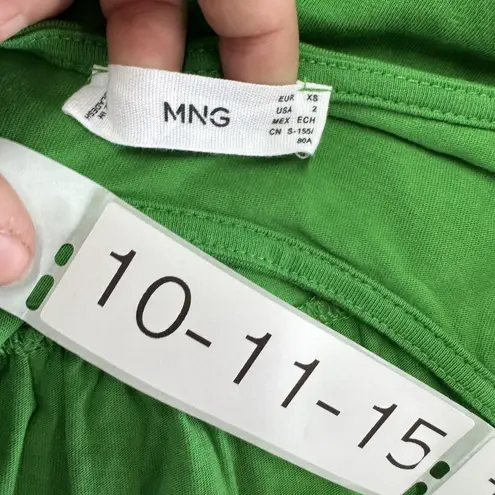 MNG
EUR XS
USA 2
MEX ECH
CN S-155/
80A
10-11-15